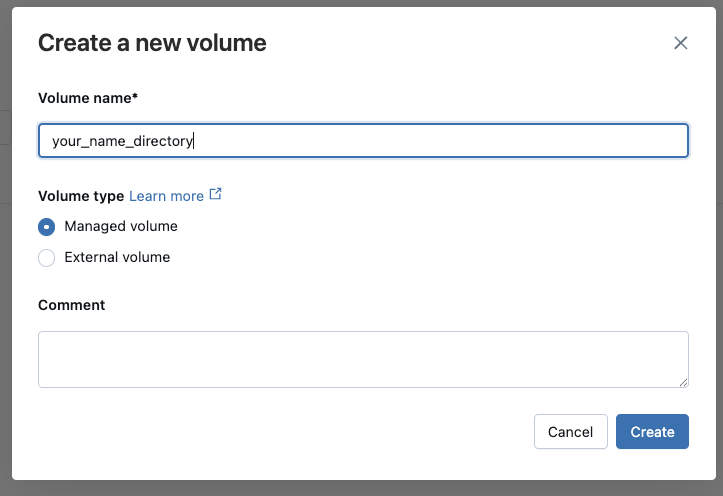 Create a new volume
Volume name*
your_name_directory
Volume type Learn more
Managed volume
External volume
Comment
Cancel Create